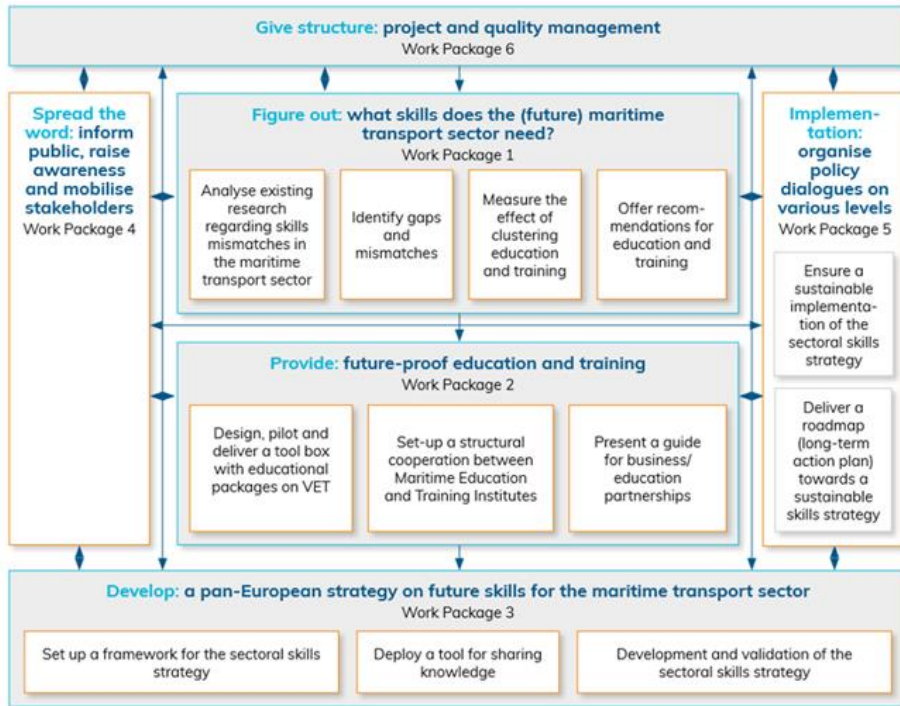 Give structure: project and quality management
Work Package 6
Spread the
word: inform
public, raise
awareness
and mobilise
stakeholders
Work Package 4
Figure out: what skills does the (future) maritime
transport sector need?
Work Package 1
Analyse existing
research
regarding skills
mismatches in
the maritime
transport sector
Identify gaps
and
mismatches
Measure the
effect of
clustering
education
and training
Offer recom-
mendations for
education and
training
Implemen-
tation:
organise
policy
dialogues on
various levels
Work Package 5
Ensure a
sustainable
implementa-
tion of the
sectoral skills
strategy
Deliver a
roadmap
(long-term
action plan)
towards a
sustainable
skills strategy
Provide: future-proof education and training
Work Package 2
Design, pilot and
deliver a tool box
with educational
packages on VET
Set-up a structural
cooperation between
Maritime Education
and Training Institutes
Present a guide
for business/
education
partnerships
Develop: a pan-European strategy on future skills for the maritime transport sector
Work Package 3
Set up a framework for the sectoral skills
strategy
Deploy a tool for sharing
knowledge
Development and validation of the
sectoral skills strategy